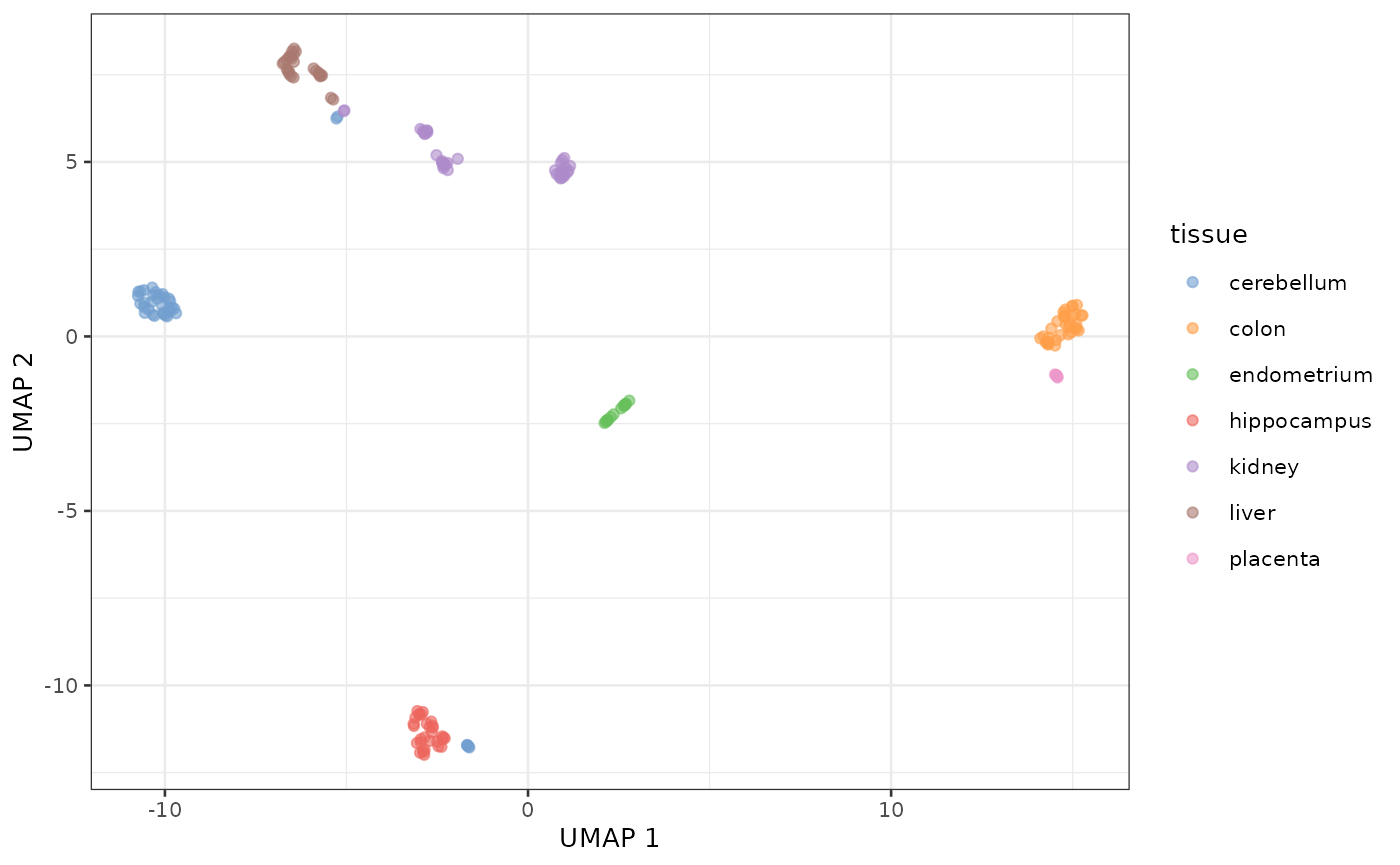 5
0
-5
-10
UMAP 2
-10
0
10
UMAP 1
tissue
cerebellum
colon
endometrium
hippocampus
kidney
liver
placenta